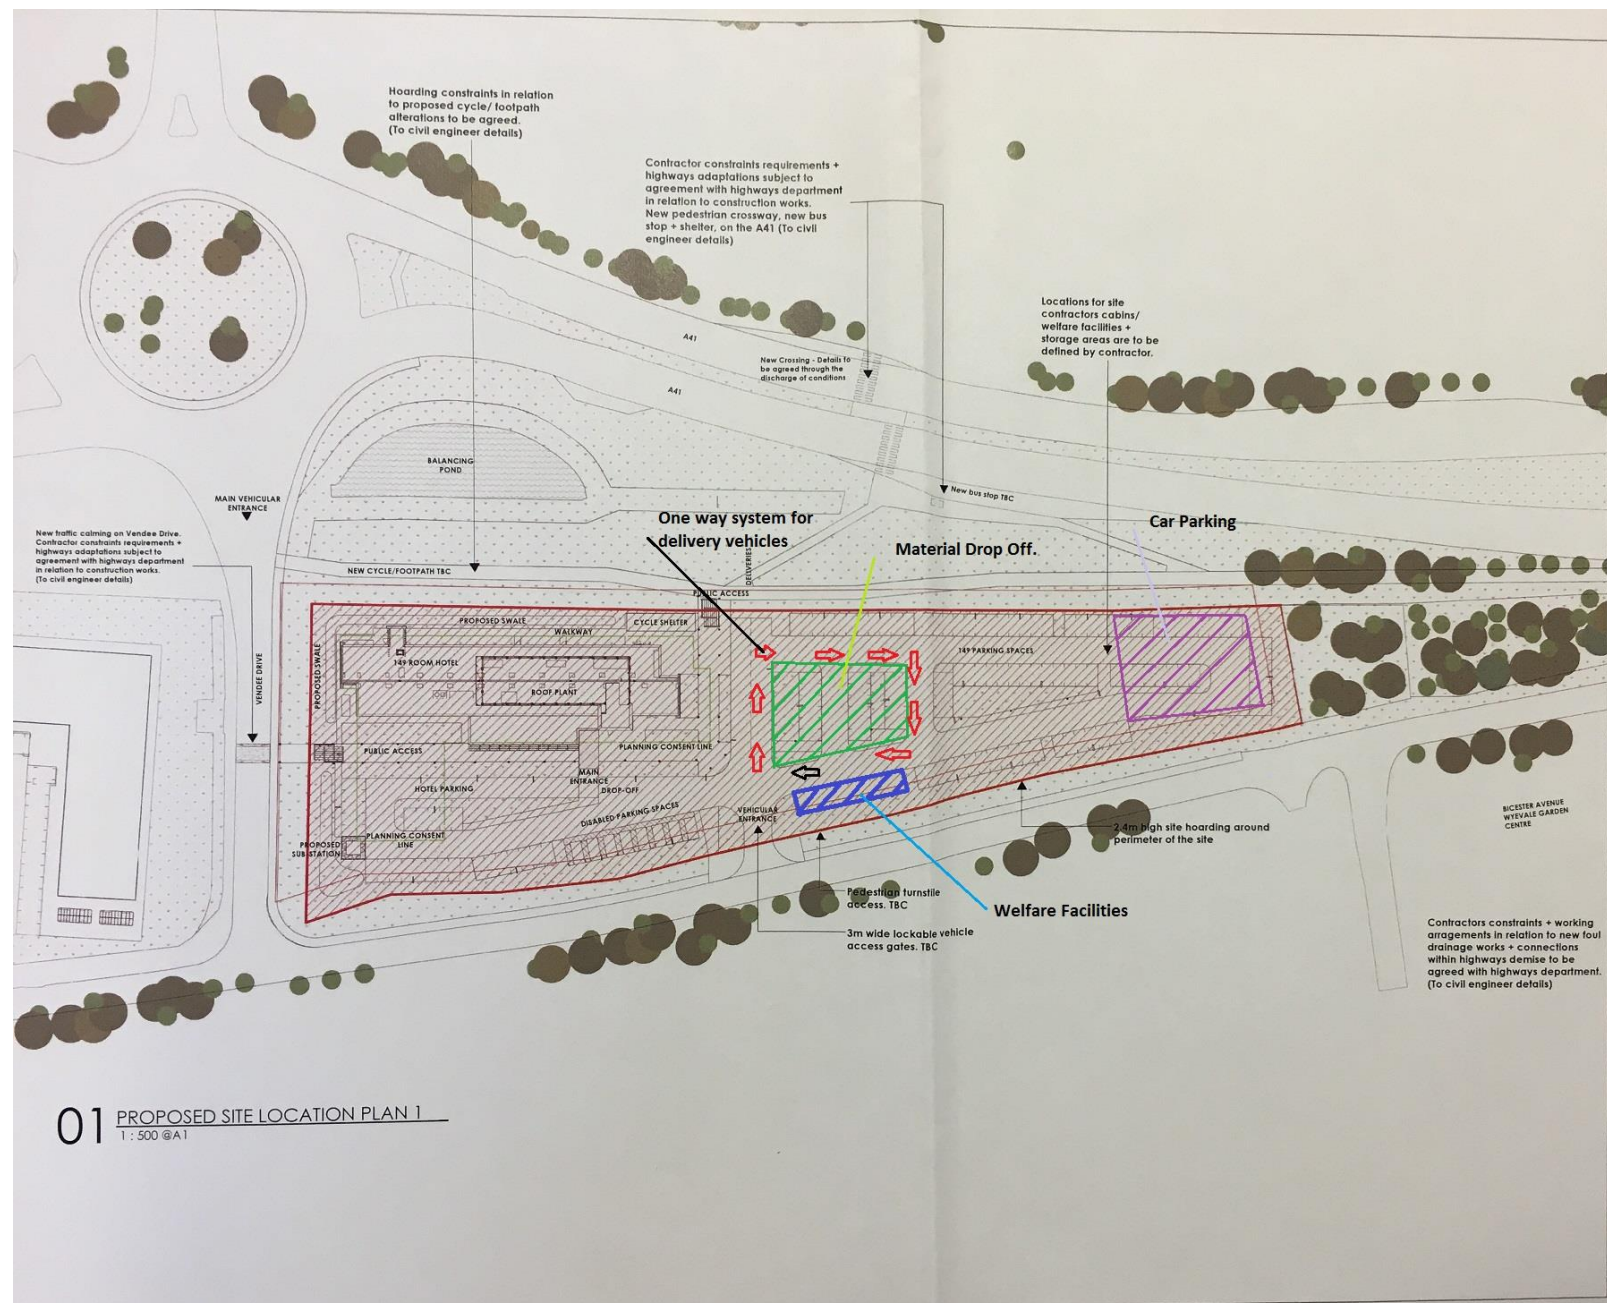 Hoarding constraints in relation
to proposed cycle/ footpath
alterations to be agreed.
(To civil engineer details)
Contractor constraints requirements +
highways adaptations subject to
agreement with highways department
in relation to construction works.
New pedestrian crossway, new bus
stop + shelter, on the A41 (To civil
engineer details)
Locations for site
contractors cabins/
welfare facilities +
storage areas are to be
defined by contractor.
A41
A41
New Crossing - Details to
be agreed through the
discharge of conditions
BALANCING
POND
MAIN VEHICULAR
ENTRANCE
New bus stop TBC
New traffic calming on Vendee Drive.
Contractor constraints requirements +
highways adaptations subject to
agreement with highways department
in relation to construction works.
(To civil engineer details)
One way system for
delivery vehicles
Material Drop Off.
Car Parking
DELIVERIES
NEW CYCLE/FOOTPATH TBC
PUBLIC ACCESS
PROPOSED SWALE
CYCLE SHELTER
WALKWAY
149 ROOM HOTEL
ROOF PLANT
149 PARKING SPACES
VENDEE DRIVE
PROPOSED SWALE
PUBLIC ACCESS
PLANNING CONSENT LINE
MAIN
ENTRANCE
DROP-OFF
HOTEL PARKING
DISABLED PARKING SPACES
VEHICULAR
ENTRANCE
PLANNING CONSENT
LINE
PROPOSED
SUBSTATION
2.4m high site hoarding around
perimeter of the site
BICESTER AVENUE
WYEVALE GARDEN
CENTRE
Pedestrian turnstile
access. TBC
Welfare Facilities
3m wide lockable vehicle
access gates. TBC
Contractors constraints + working
arragements in relation to new foul
drainage works + connections
within highways demise to be
agreed with highways department.
(To civil engineer details)
01 PROPOSED SITE LOCATION PLAN 1
1 : 500 @A1